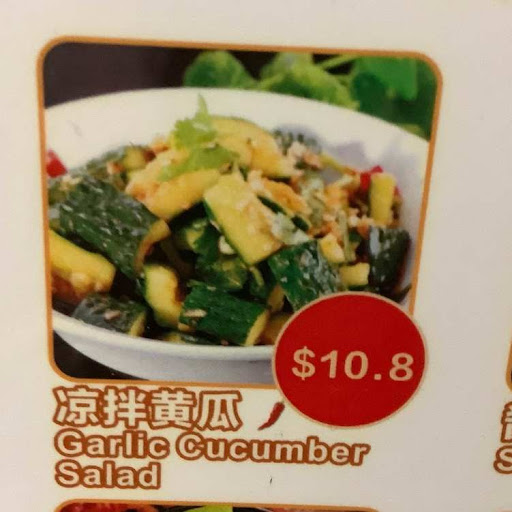 $10.8
凉拌黄瓜
Garlic Cucumber
Salad